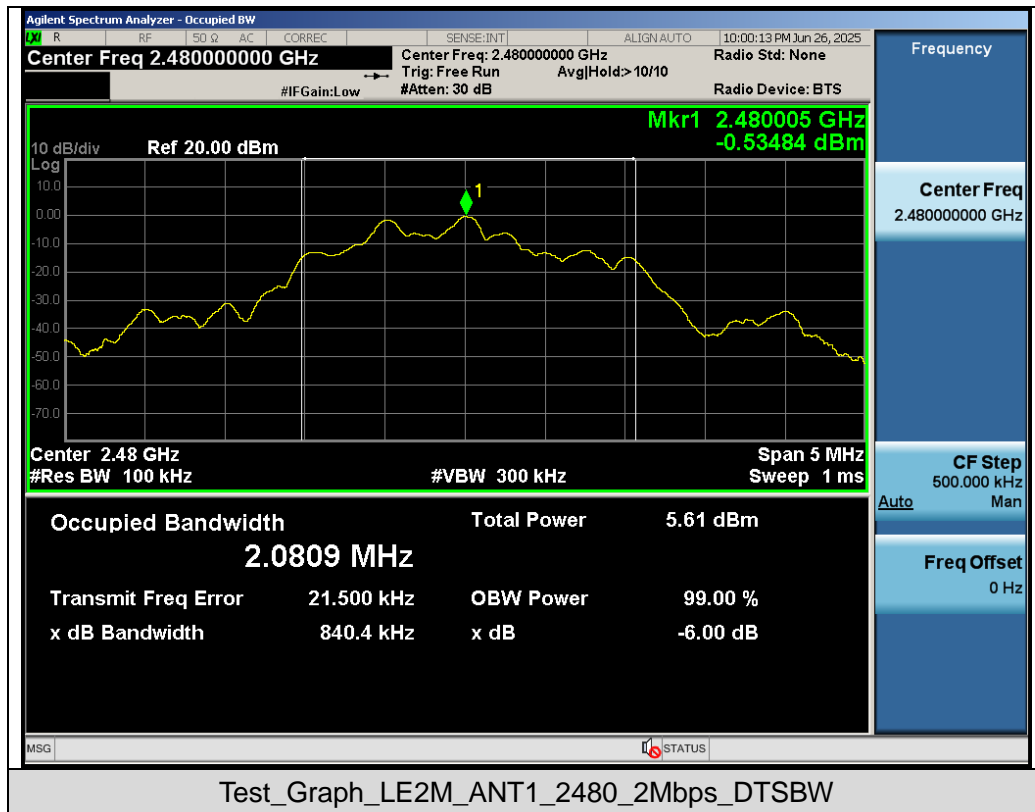 Agilent Spectrum Analyzer - Occupied BW
LXI R RF 50 Ω AC CORREC SENSE:INT ALIGN AUTO 10:00:13 PM Jun 26, 2025
Center Freq 2.480000000 GHz
Center Freq: 2.480000000 GHz Radio Std: None
Trig: Free Run Avg|Hold:>10/10
#IFGain:Low #Atten: 30 dB Radio Device: BTS
Frequency
Mkr1 2.480005 GHz
-0.53484 dBm
10 dB/div Ref 20.00 dBm
Log
10.0
0.00
-10.0
-20.0
-30.0
-40.0
-50.0
-60.0
-70.0
1
Center 2.48 GHz Span 5 MHz
#Res BW 100 kHz #VBW 300 kHz Sweep 1 ms
Center Freq
2.480000000 GHz
CF Step
500.000 kHz
Auto Man
Freq Offset
0 Hz
Occupied Bandwidth Total Power 5.61 dBm
2.0809 MHz
Transmit Freq Error 21.500 kHz OBW Power 99.00 %
x dB Bandwidth 840.4 kHz x dB -6.00 dB
MSG STATUS
Test_Graph_LE2M_ANT1_2480_2Mbps_DTSBW